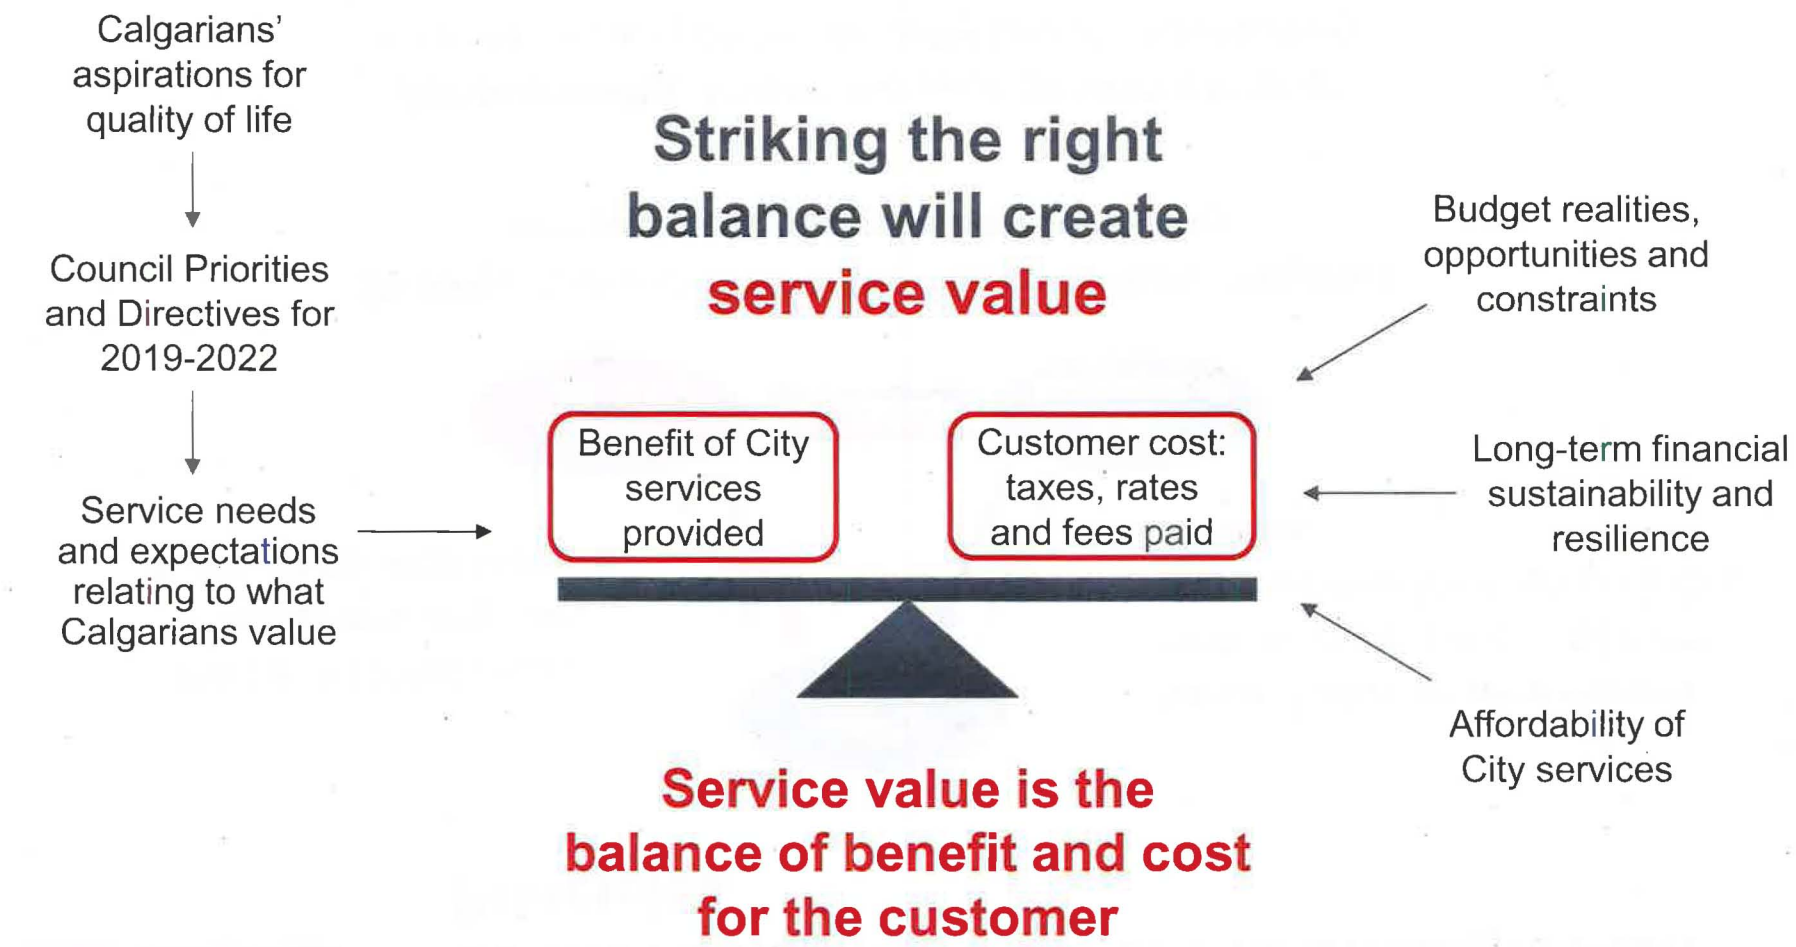 Calgarians'
aspirations for
quality of life
Council Priorities
and Directives for
2019-2022
Service needs
and expectations
relating to what
Calgarians value
Striking the right
balance will create
service value
Benefit of City
services
provided
Customer cost:
taxes, rates
and fees paid
Service value is the
balance of benefit and cost
for the customer
Budget realities,
opportunities and
constraints
Long-term financial
sustainability and
resilience
Affordability of
City services